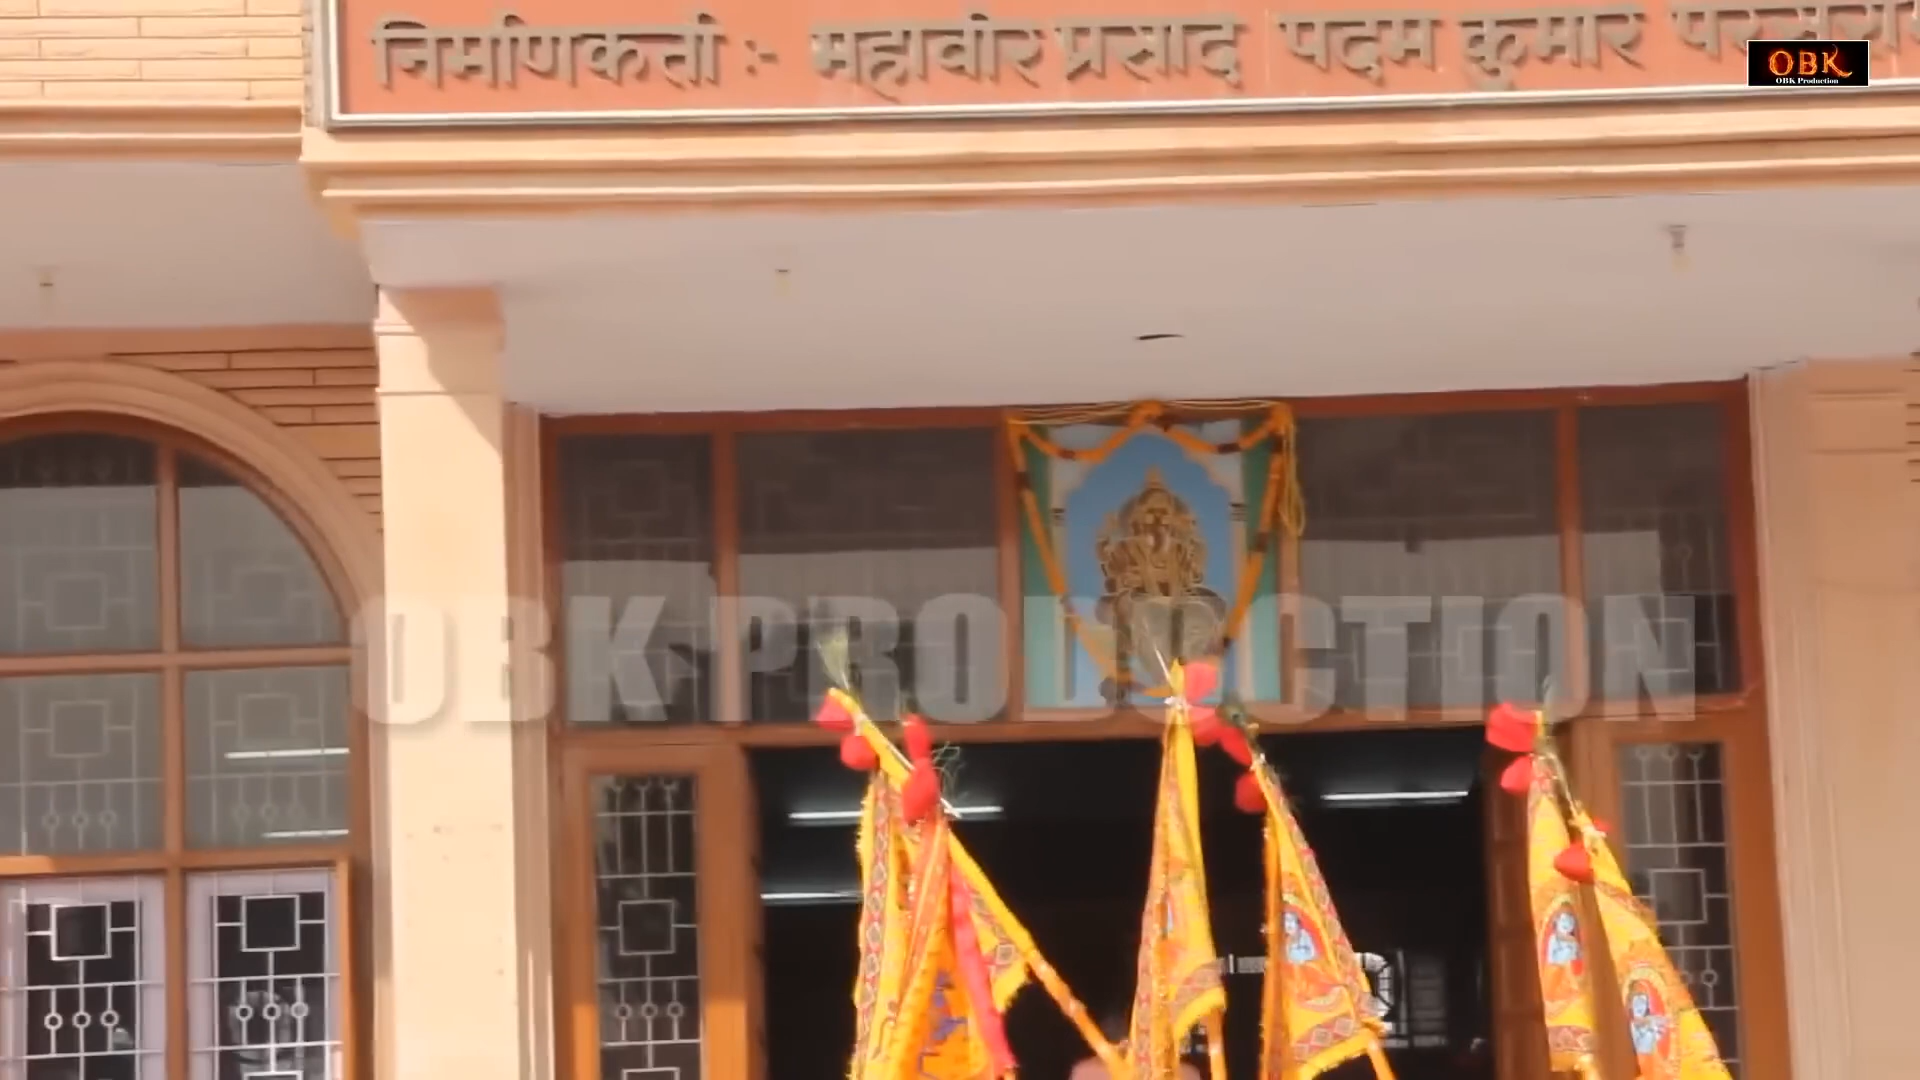 निर्माणकर्ता :- महावीर प्रसाद पदम कुमार
OBK
OBK Production
OBK PRODUCTION